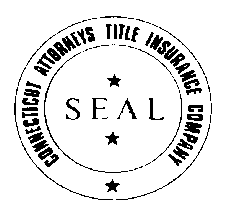 CONNECTICUT ATTORNEYS TITLE INSURANCE COMPANY
SEAL